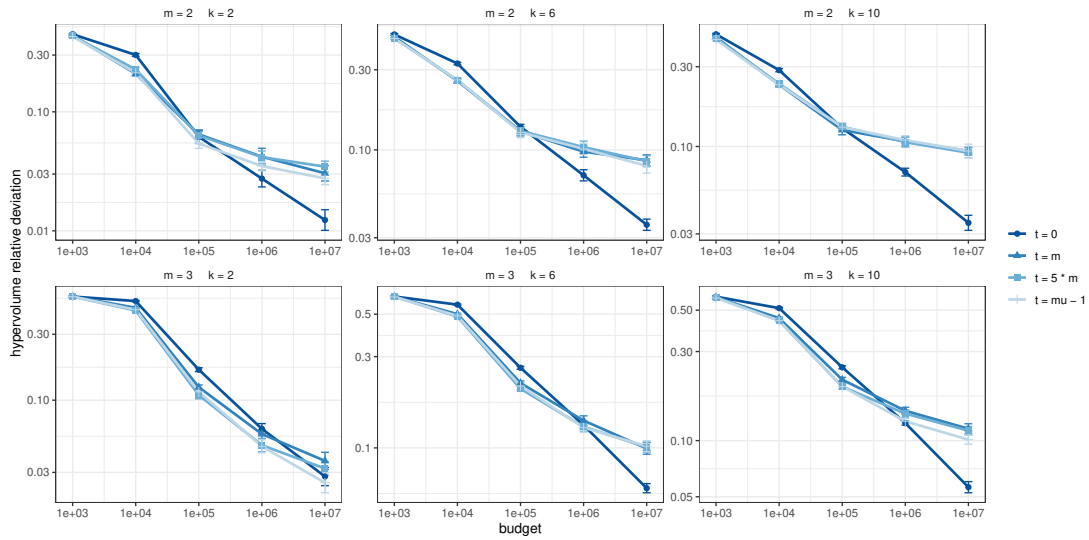 m = 2 k = 2
m = 2 k = 6
m = 2 k = 10
0.30
0.10
0.03
0.01
0.30
0.10
0.03
0.30
0.10
0.03
1e+03 1e+04 1e+05 1e+06 1e+07
1e+03 1e+04 1e+05 1e+06 1e+07
1e+03 1e+04 1e+05 1e+06 1e+07
m = 3 k = 2
m = 3 k = 6
m = 3 k = 10
0.30
0.10
0.03
0.5
0.3
0.1
0.50
0.30
0.10
0.05
1e+03 1e+04 1e+05 1e+06 1e+07
1e+03 1e+04 1e+05 1e+06 1e+07
1e+03 1e+04 1e+05 1e+06 1e+07
budget
hypervolume relative deviation
t = 0
t = m
t = 5 * m
t = mu − 1